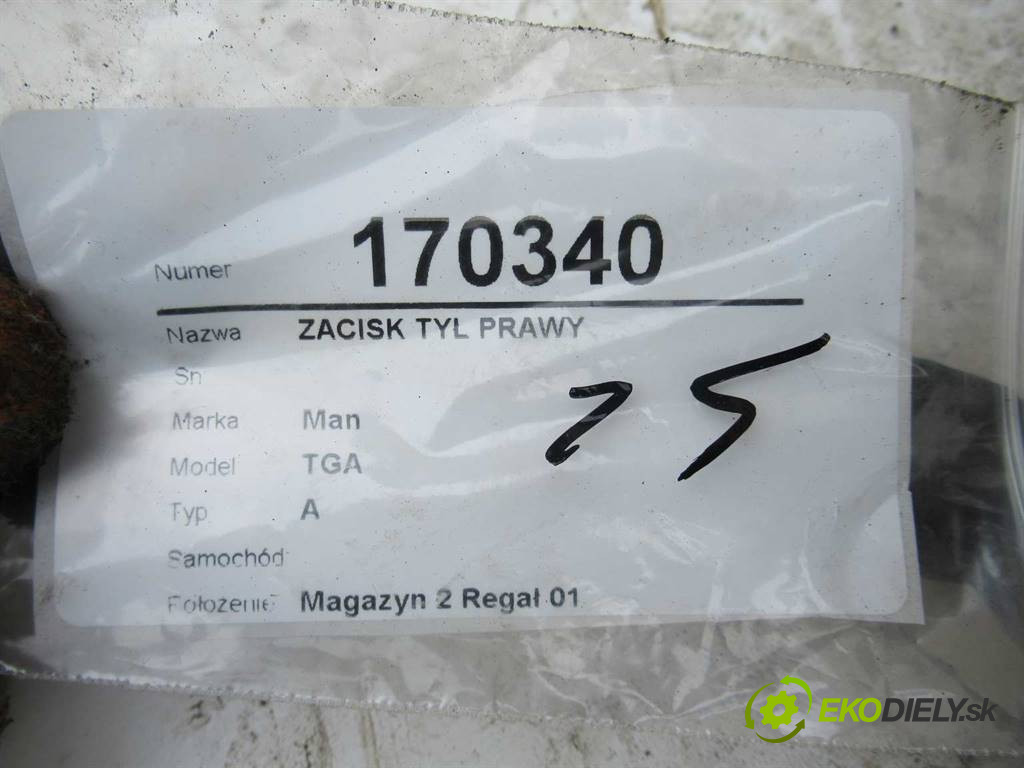 Numer 170340
Nazwa ZACISK TYL PRAWY
Sn
Marka Man
25
Model TGA
Typ A
Samochód
Położenie Magazyn 2 Regał 01
EKODIELY.sk